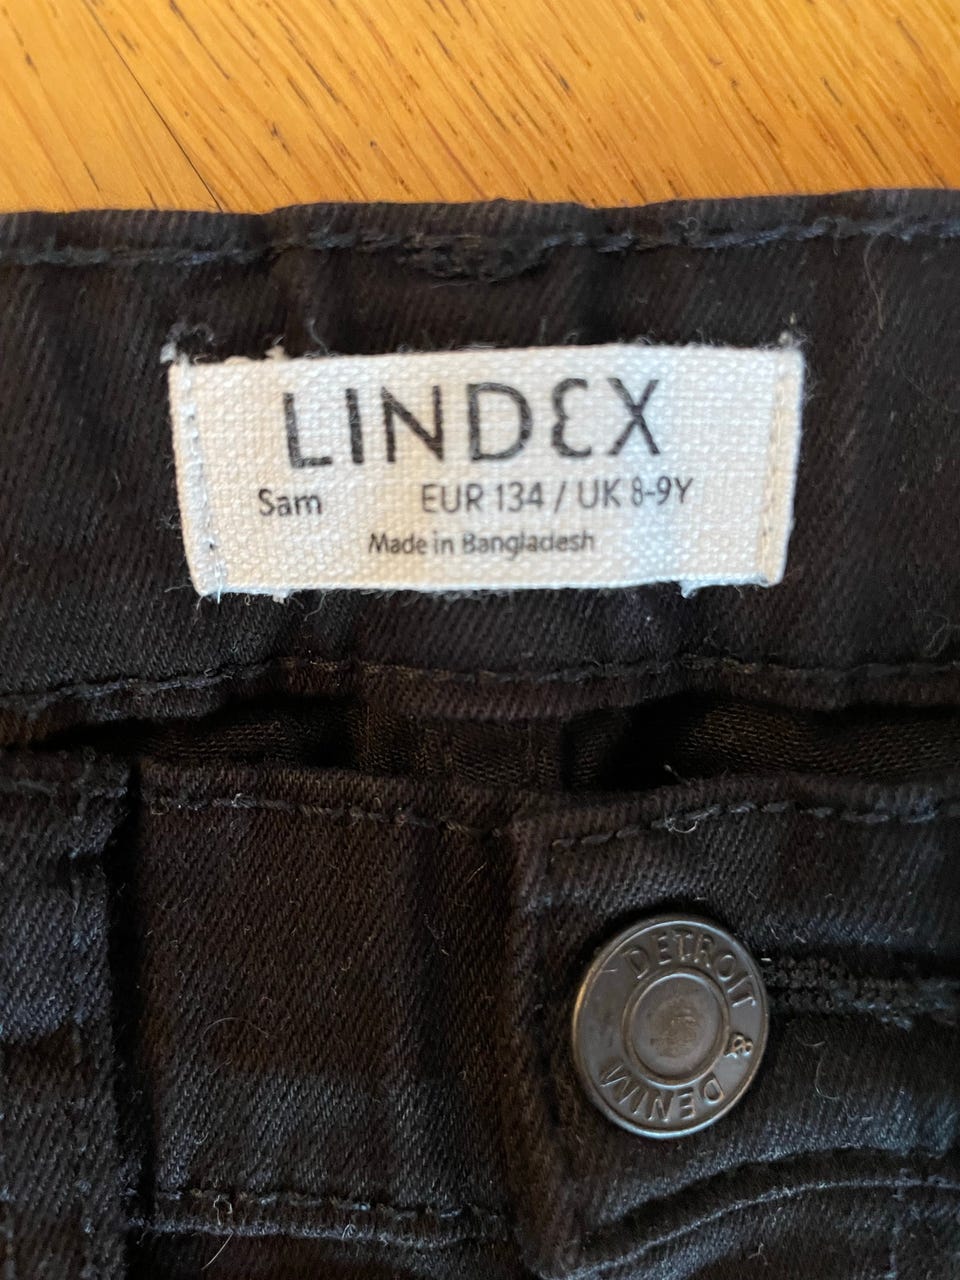 LINDEX
Sam EUR 134 / UK 8-9Y
Made in Bangladesh
DETROIT & DENIM